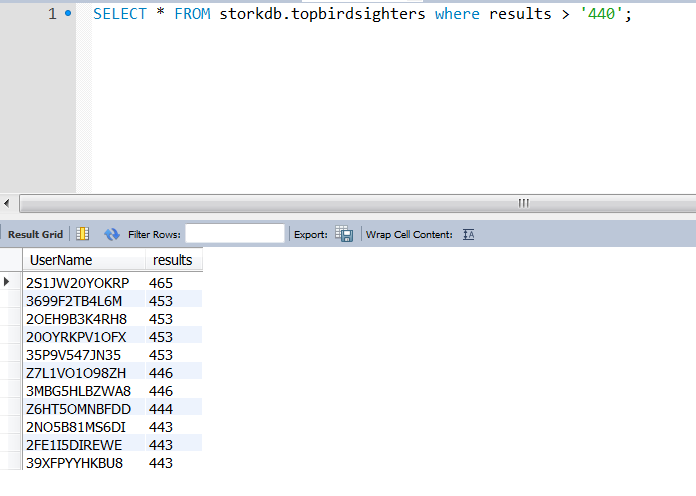 1 SELECT * FROM storkdb.topbirdsighters where results > '440';
Result Grid Filter Rows: Export: Wrap Cell Content:
UserName results
2S1JW20YOKRP 465
3699F2TB4L6M 453
2OEH9B3K4RH8 453
20OYRKPV1OFX 453
35P9V547JN35 453
Z7L1VO1O98ZH 446
3MBG5HLBZWA8 446
Z6HT5OMNBFDD 444
2NO5B81MS6DI 443
2FE1I5DIREWE 443
39XFPYYHKBU8 443